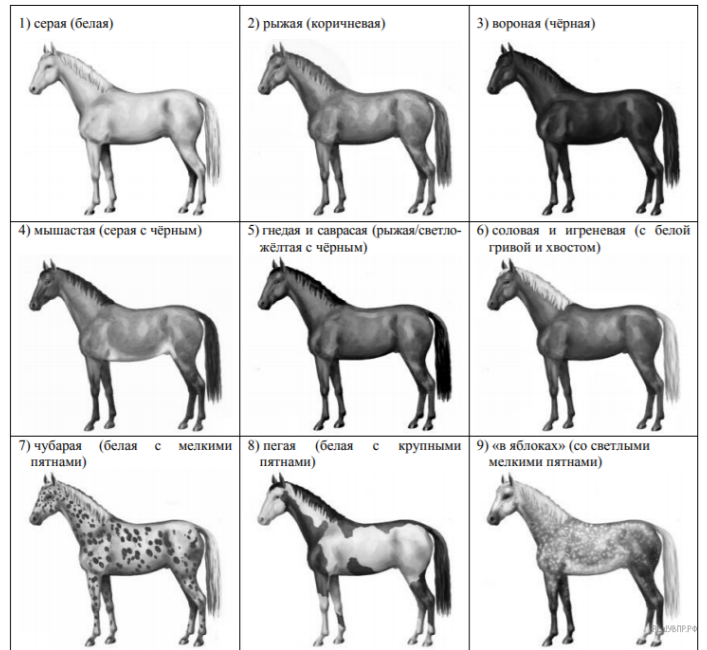 1) серая (белая)
2) рыжая (коричневая)
3) вороная (чёрная)
4) мышастая (серая с чёрным)
5) гнедая и саврасая (рыжая/светло-
жёлтая с чёрным)
6) соловая и игреневая (с белой
гривой и хвостом)
7) чубарая (белая с мелкими
пятнами)
8) пегая (белая с крупными
пятнами)
9) «в яблоках» (со светлыми
мелкими пятнами)